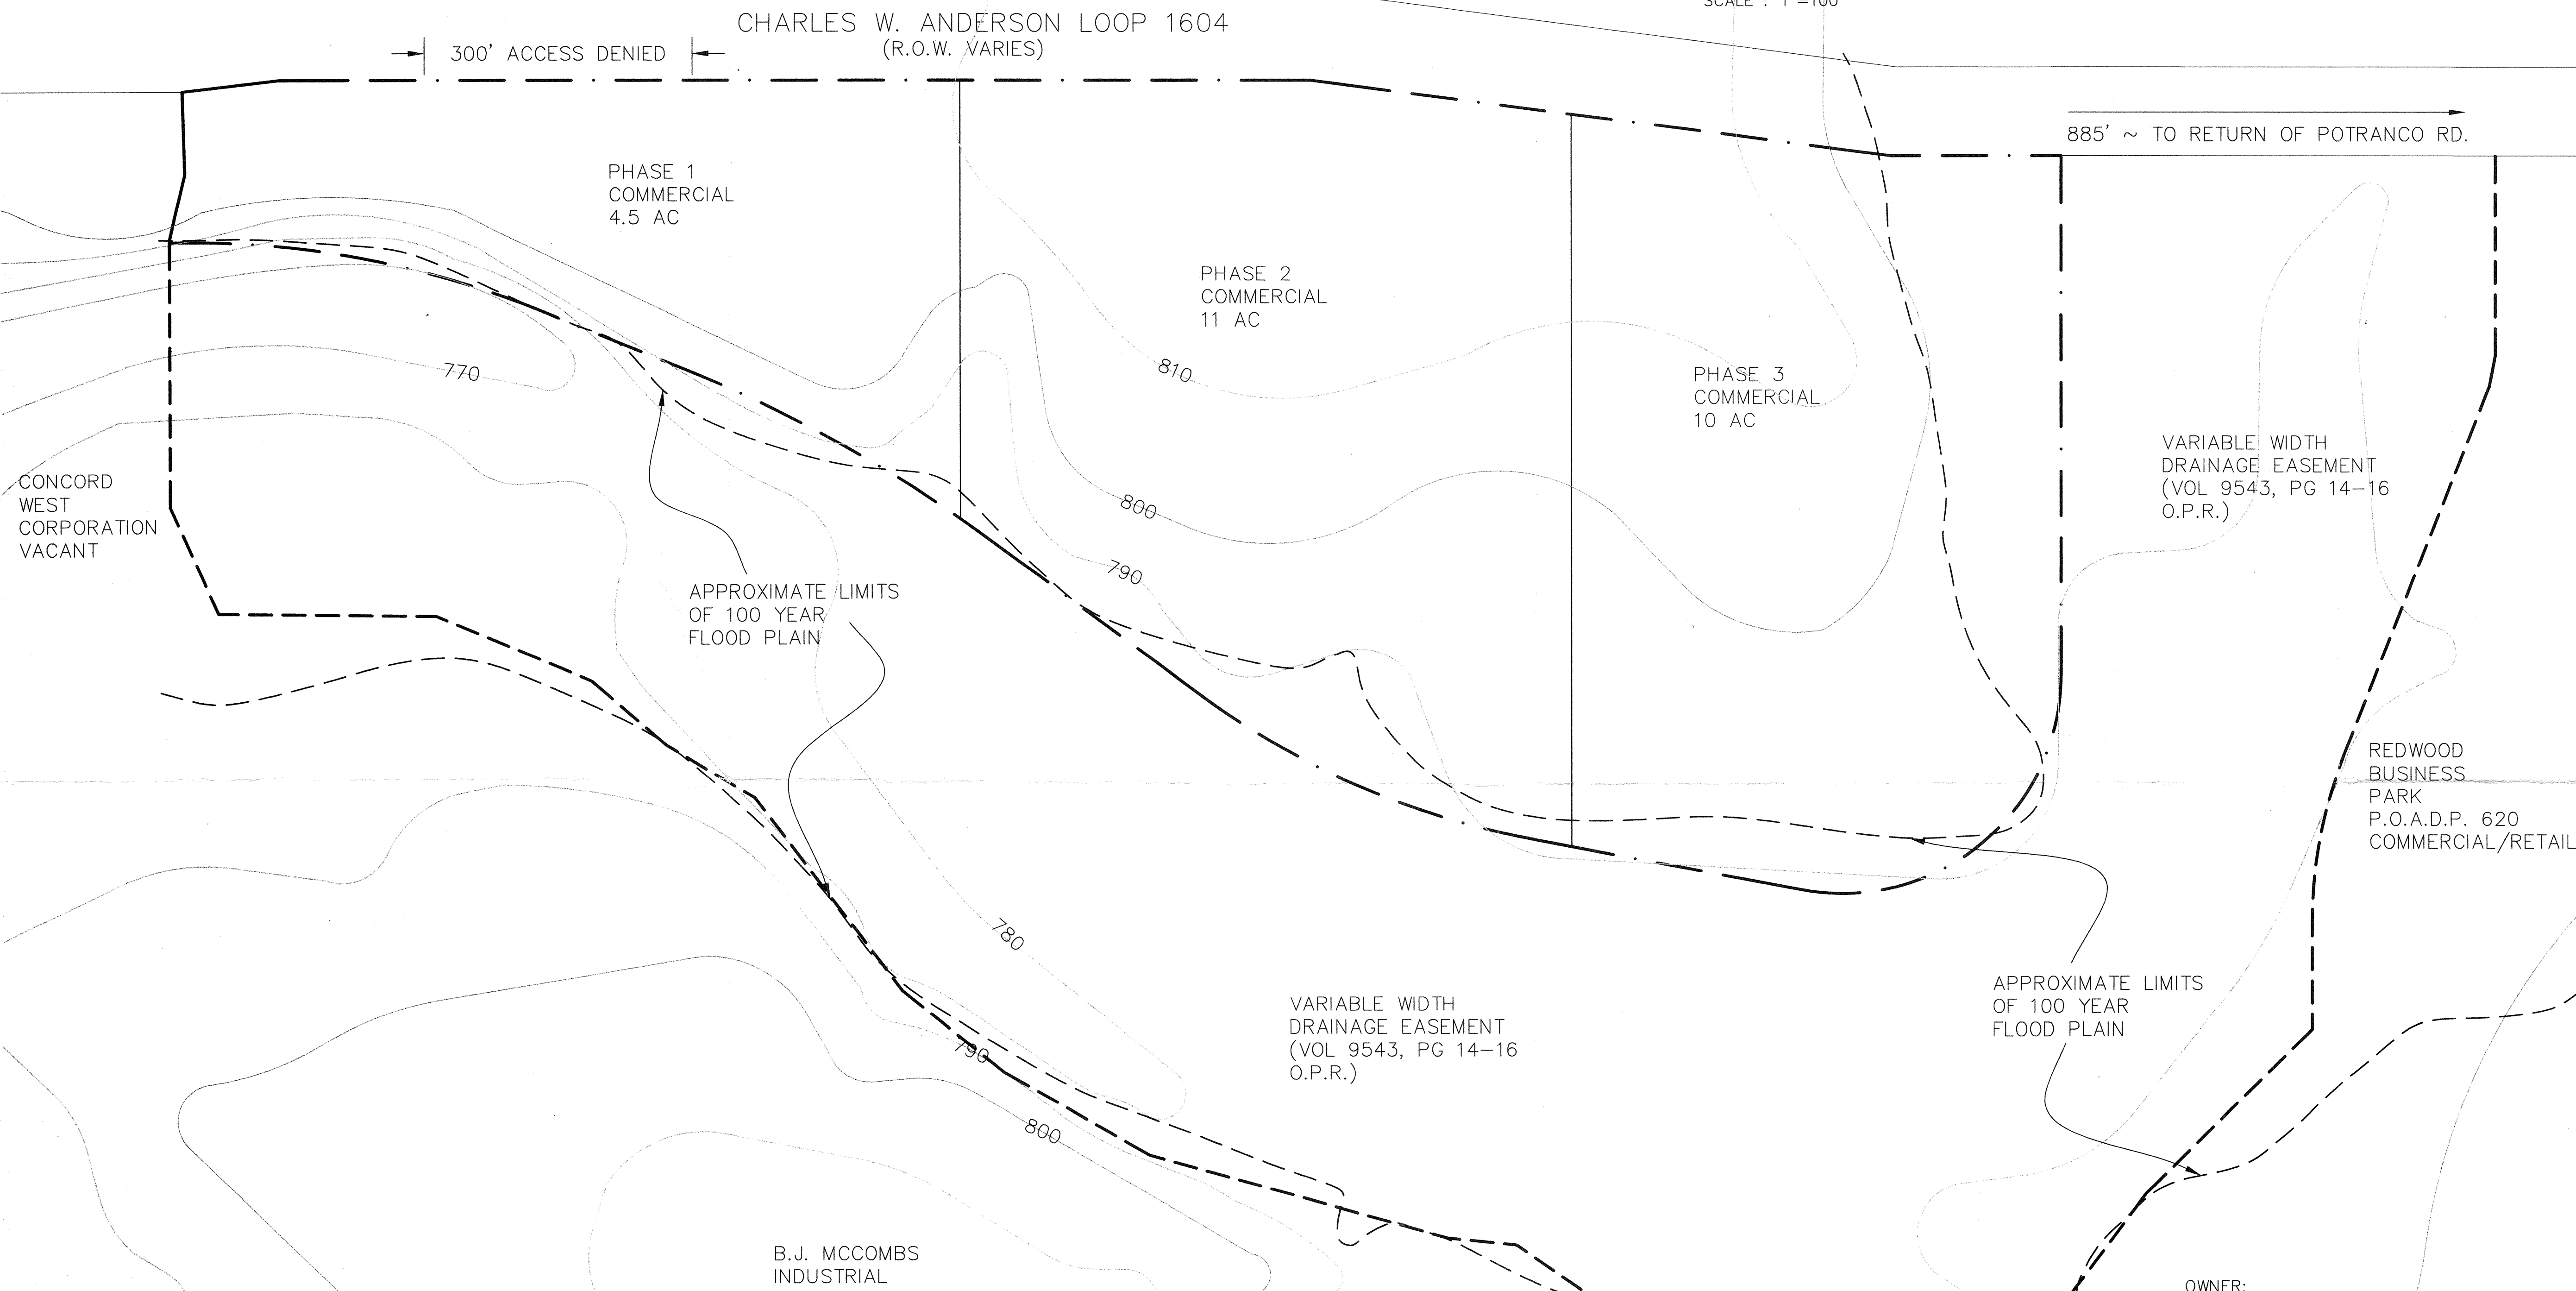 SCALE : 1"=100'
CHARLES W. ANDERSON LOOP 1604
(R.O.W. VARIES)
300' ACCESS DENIED
885' ~ TO RETURN OF POTRANCO RD.
PHASE 1
COMMERCIAL
4.5 AC
PHASE 2
COMMERCIAL
11 AC
PHASE 3
COMMERCIAL
10 AC
770
810
800
790
VARIABLE WIDTH
DRAINAGE EASEMENT
(VOL 9543, PG 14-16
O.P.R.)
CONCORD
WEST
CORPORATION
VACANT
APPROXIMATE LIMITS
OF 100 YEAR
FLOOD PLAIN
REDWOOD
BUSINESS
PARK
P.O.A.D.P. 620
COMMERCIAL/RETAIL
780
790
800
VARIABLE WIDTH
DRAINAGE EASEMENT
(VOL 9543, PG 14-16
O.P.R.)
APPROXIMATE LIMITS
OF 100 YEAR
FLOOD PLAIN
B.J. MCCOMBS
INDUSTRIAL
OWNER: